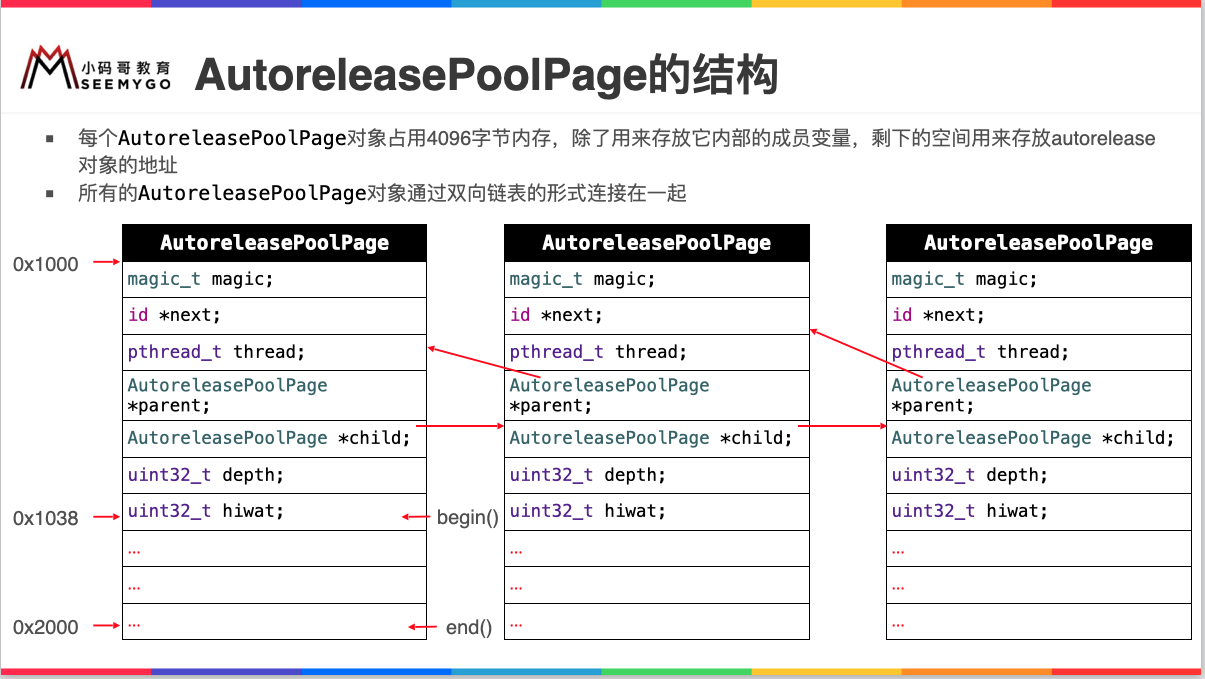 小码哥教育
SEEMYGO
AutoreleasePoolPage的结构
▪ 每个AutoreleasePoolPage对象占用4096字节内存，除了用来存放它内部的成员变量，剩下的空间用来存放autorelease
对象的地址
▪ 所有的AutoreleasePoolPage对象通过双向链表的形式连接在一起
0x1000
0x1038
0x2000
AutoreleasePoolPage
magic_t magic;
id *next;
pthread_t thread;
AutoreleasePoolPage
*parent;
AutoreleasePoolPage *child;
uint32_t depth;
uint32_t hiwat;
...
...
...
begin()
end()
AutoreleasePoolPage
magic_t magic;
id *next;
pthread_t thread;
AutoreleasePoolPage
*parent;
AutoreleasePoolPage *child;
uint32_t depth;
uint32_t hiwat;
...
...
...
AutoreleasePoolPage
magic_t magic;
id *next;
pthread_t thread;
AutoreleasePoolPage
*parent;
AutoreleasePoolPage *child;
uint32_t depth;
uint32_t hiwat;
...
...
...